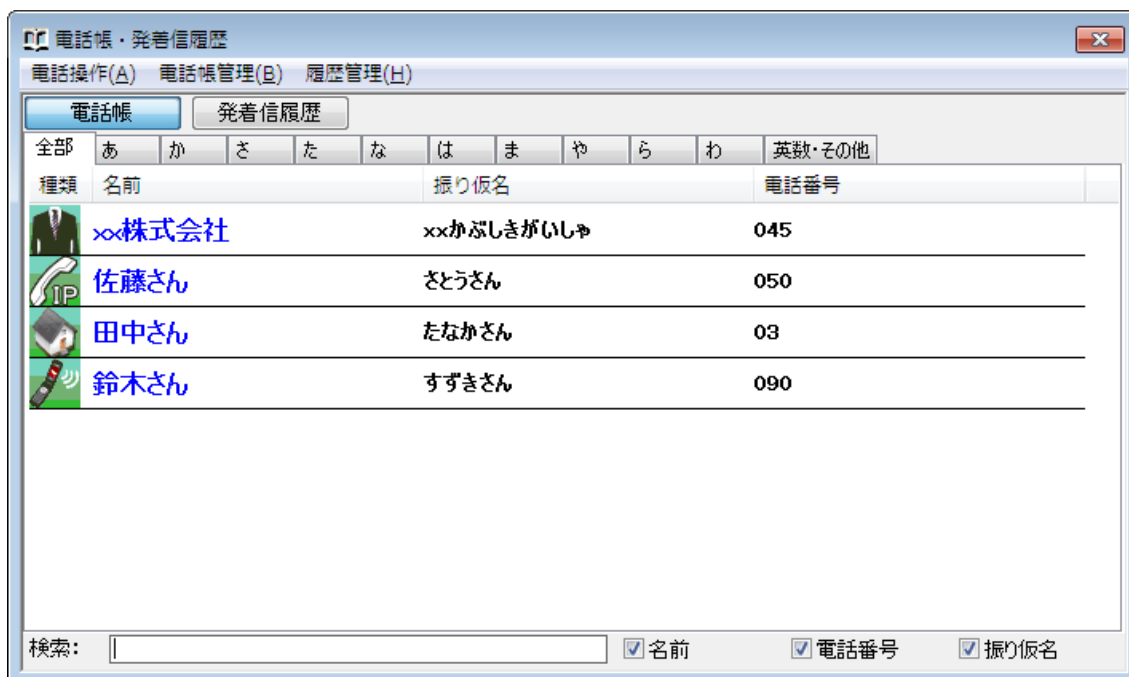 電話帳・発着信履歴
電話操作(A) 電話帳管理(B) 履歴管理(H)
電話帳 発着信履歴
全部 あ か さ た な は ま や ら わ 英数・その他
種類 名前 振り仮名 電話番号
xx株式会社 xxかぶしきがいしゃ 045
IP 佐藤さん さとうさん 050
田中さん たなかさん 03
鈴木さん すずきさん 090
検索: 名前 電話番号 振り仮名